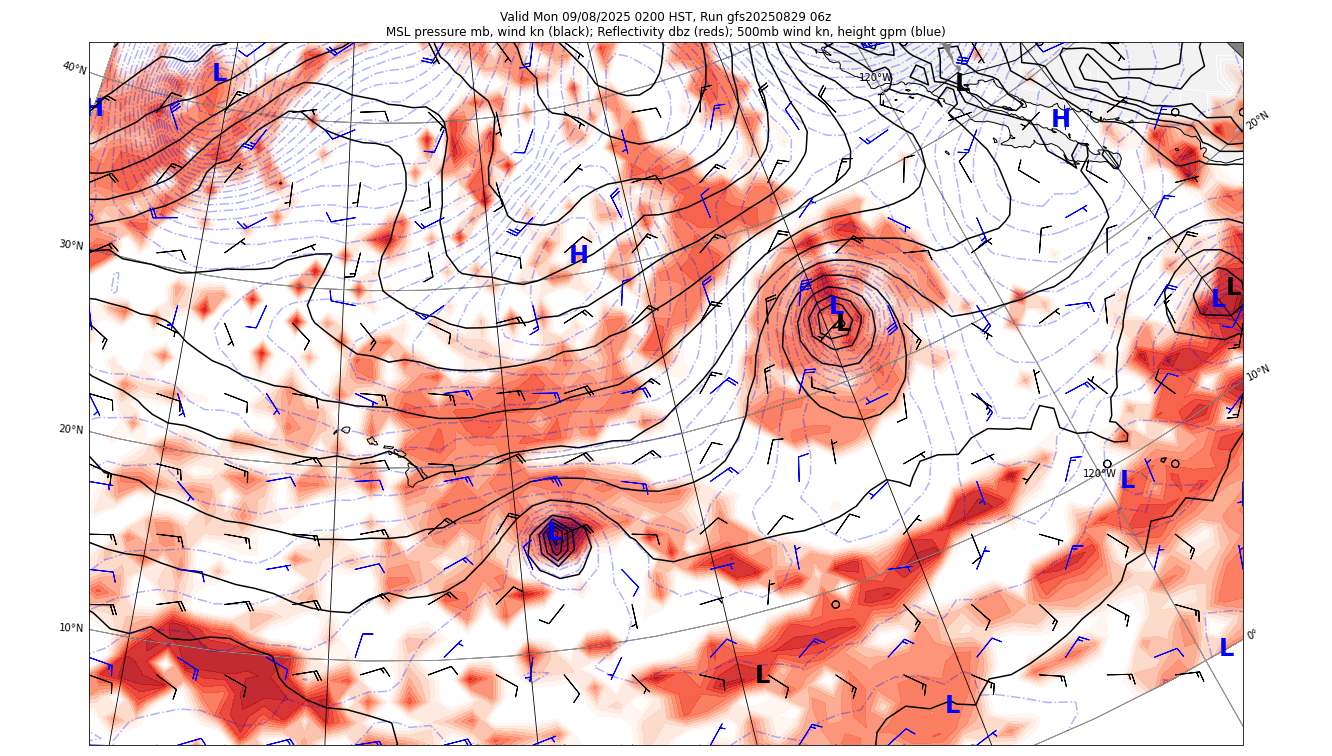 Valid Mon 09/08/2025 0200 HST, Run gfs20250829 06z
MSL pressure mb, wind kn (black); Reflectivity dbz (reds); 500mb wind kn, height gpm (blue)
40°N
L
120°W
L
H
H
20°N
30°N
H
L
L
L
L
10°N
20°N
120°W
L
L
10°N
0°
L
L
L